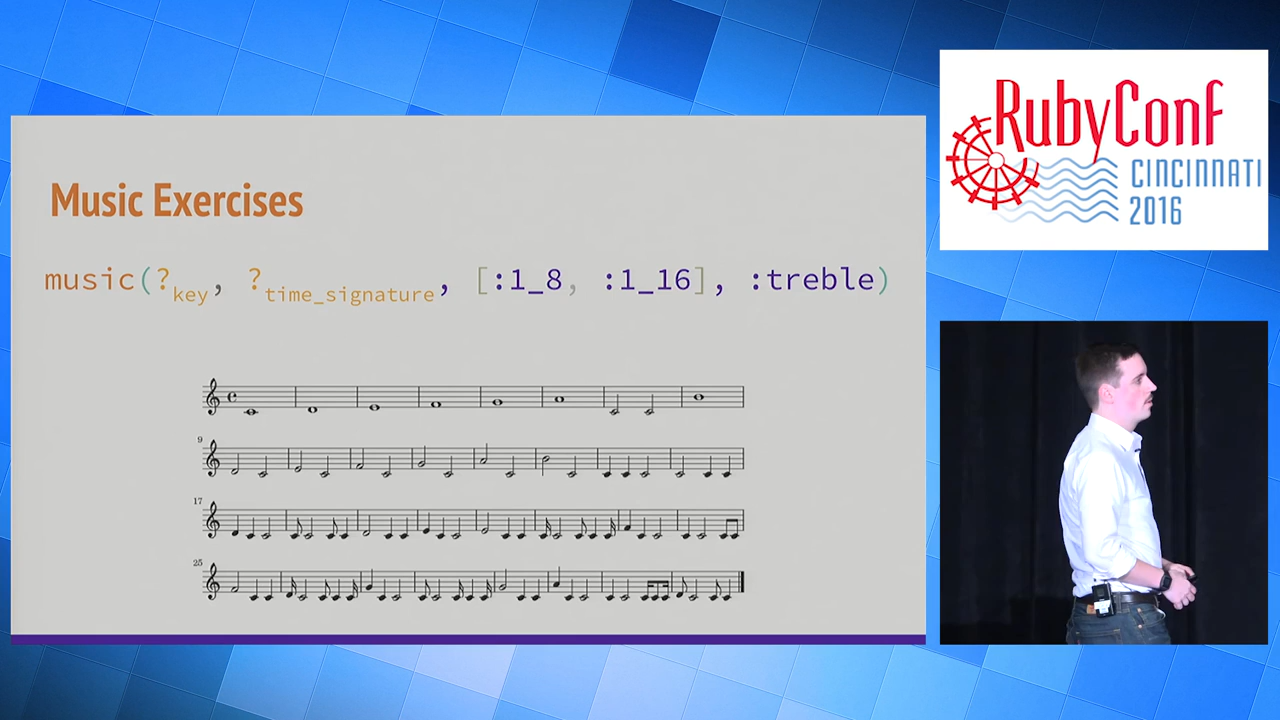 Music Exercises
music(?key, ?time_signature, [:1_8, :1_16], :treble)
9
17
25
RubyConf
CINCINNATI
2016